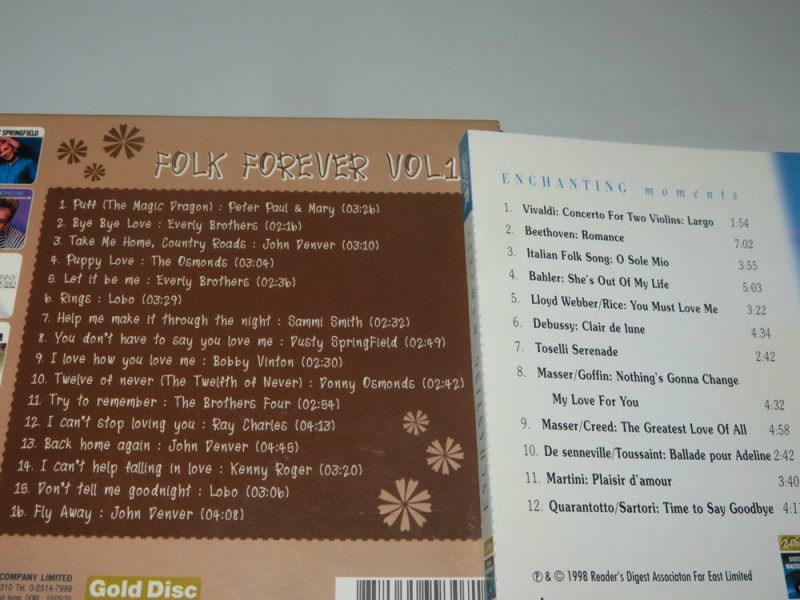 Y SPRINGFIELD
FOLK FOREVER VOL1
1. Puff (The Magic Dragon) : Peter Paul & Mary (03:26)
2. Bye Bye Love : Everly Brothers (02:16)
3. Take Me Home, Country Roads : John Denver (03:10)
4. Puppy Love : The Osmonds (03:04)
5. Let it be me : Everly Brothers (02:36)
6. Rings : Lobo (03:29)
7. Help me make it through the night : Sammi Smith (02:32)
8. You don't have to say you love me : Dusty SpringField (02:49)
9. I love how you love me : Bobby Vinton (02:30)
10. Twelve of never (The Twelfth of Never) : Donny Osmonds (02:42)
11. Try to remember : The Brothers Four (02:54)
12. I can't stop loving you : Ray Charles (04:13)
13. Back home again : John Denver (04:45)
14. I can't help falling in love : Kenny Roger (03:20)
15. Don't tell me goodnight : Lobo (03:06)
16. Fly Away : John Denver (04:08)
COMPANY LIMITED
310 Tel. 0-2514-7999
Gold Disc
ENCHANTING moments
1. Vivaldi: Concerto For Two Violins: Largo 1:54
2. Beethoven: Romance 7:02
3. Italian Folk Song: O Sole Mio 3:55
4. Bahler: She's Out Of My Life 5:03
5. Lloyd Webber/Rice: You Must Love Me 3:22
6. Debussy: Clair de lune 4:34
7. Toselli Serenade 2:42
8. Masser/Goffin: Nothing's Gonna Change
My Love For You 4:32
9. Masser/Creed: The Greatest Love Of All 4:58
10. De senneville/Toussaint: Ballade pour Adeline 2:42
11. Martini: Plaisir d'amour 3:40
12. Quarantotto/Sartori: Time to Say Goodbye 4:1
℗ & © 1998 Reader's Digest Associaton Far East Limited